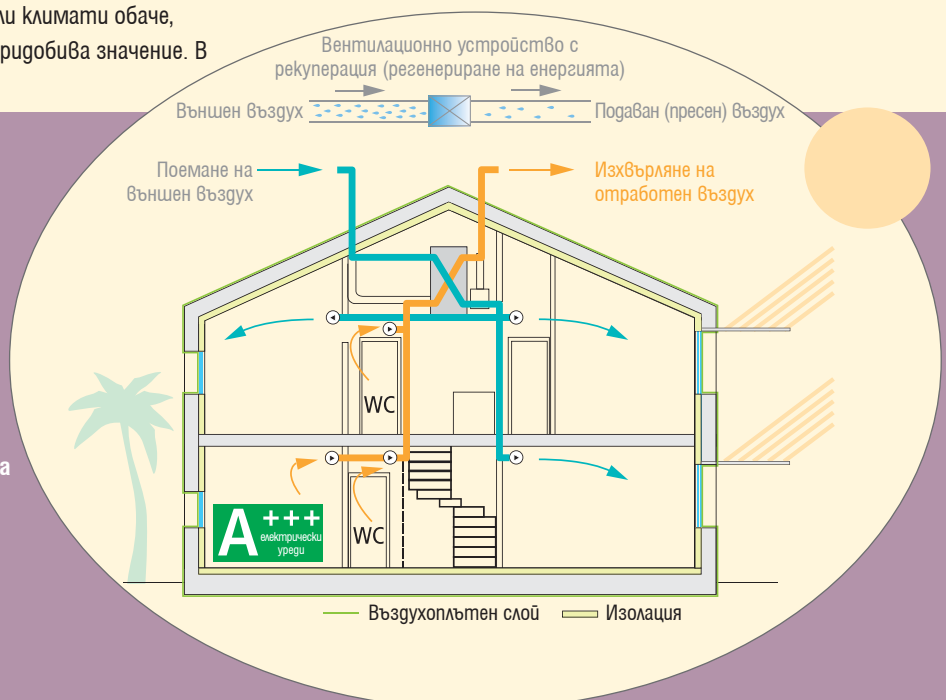 ли климати обаче,
ридобива значение. В
Вентилационно устройство с
рекуперация (регенериране на енергията)
Външен въздух
Подаван (пресен) въздух
Поемане на
външен въздух
Изхвърляне на
отработен въздух
WC
а
A+++
електрически
уреди
WC
Въздухоплътен слой
Изолация